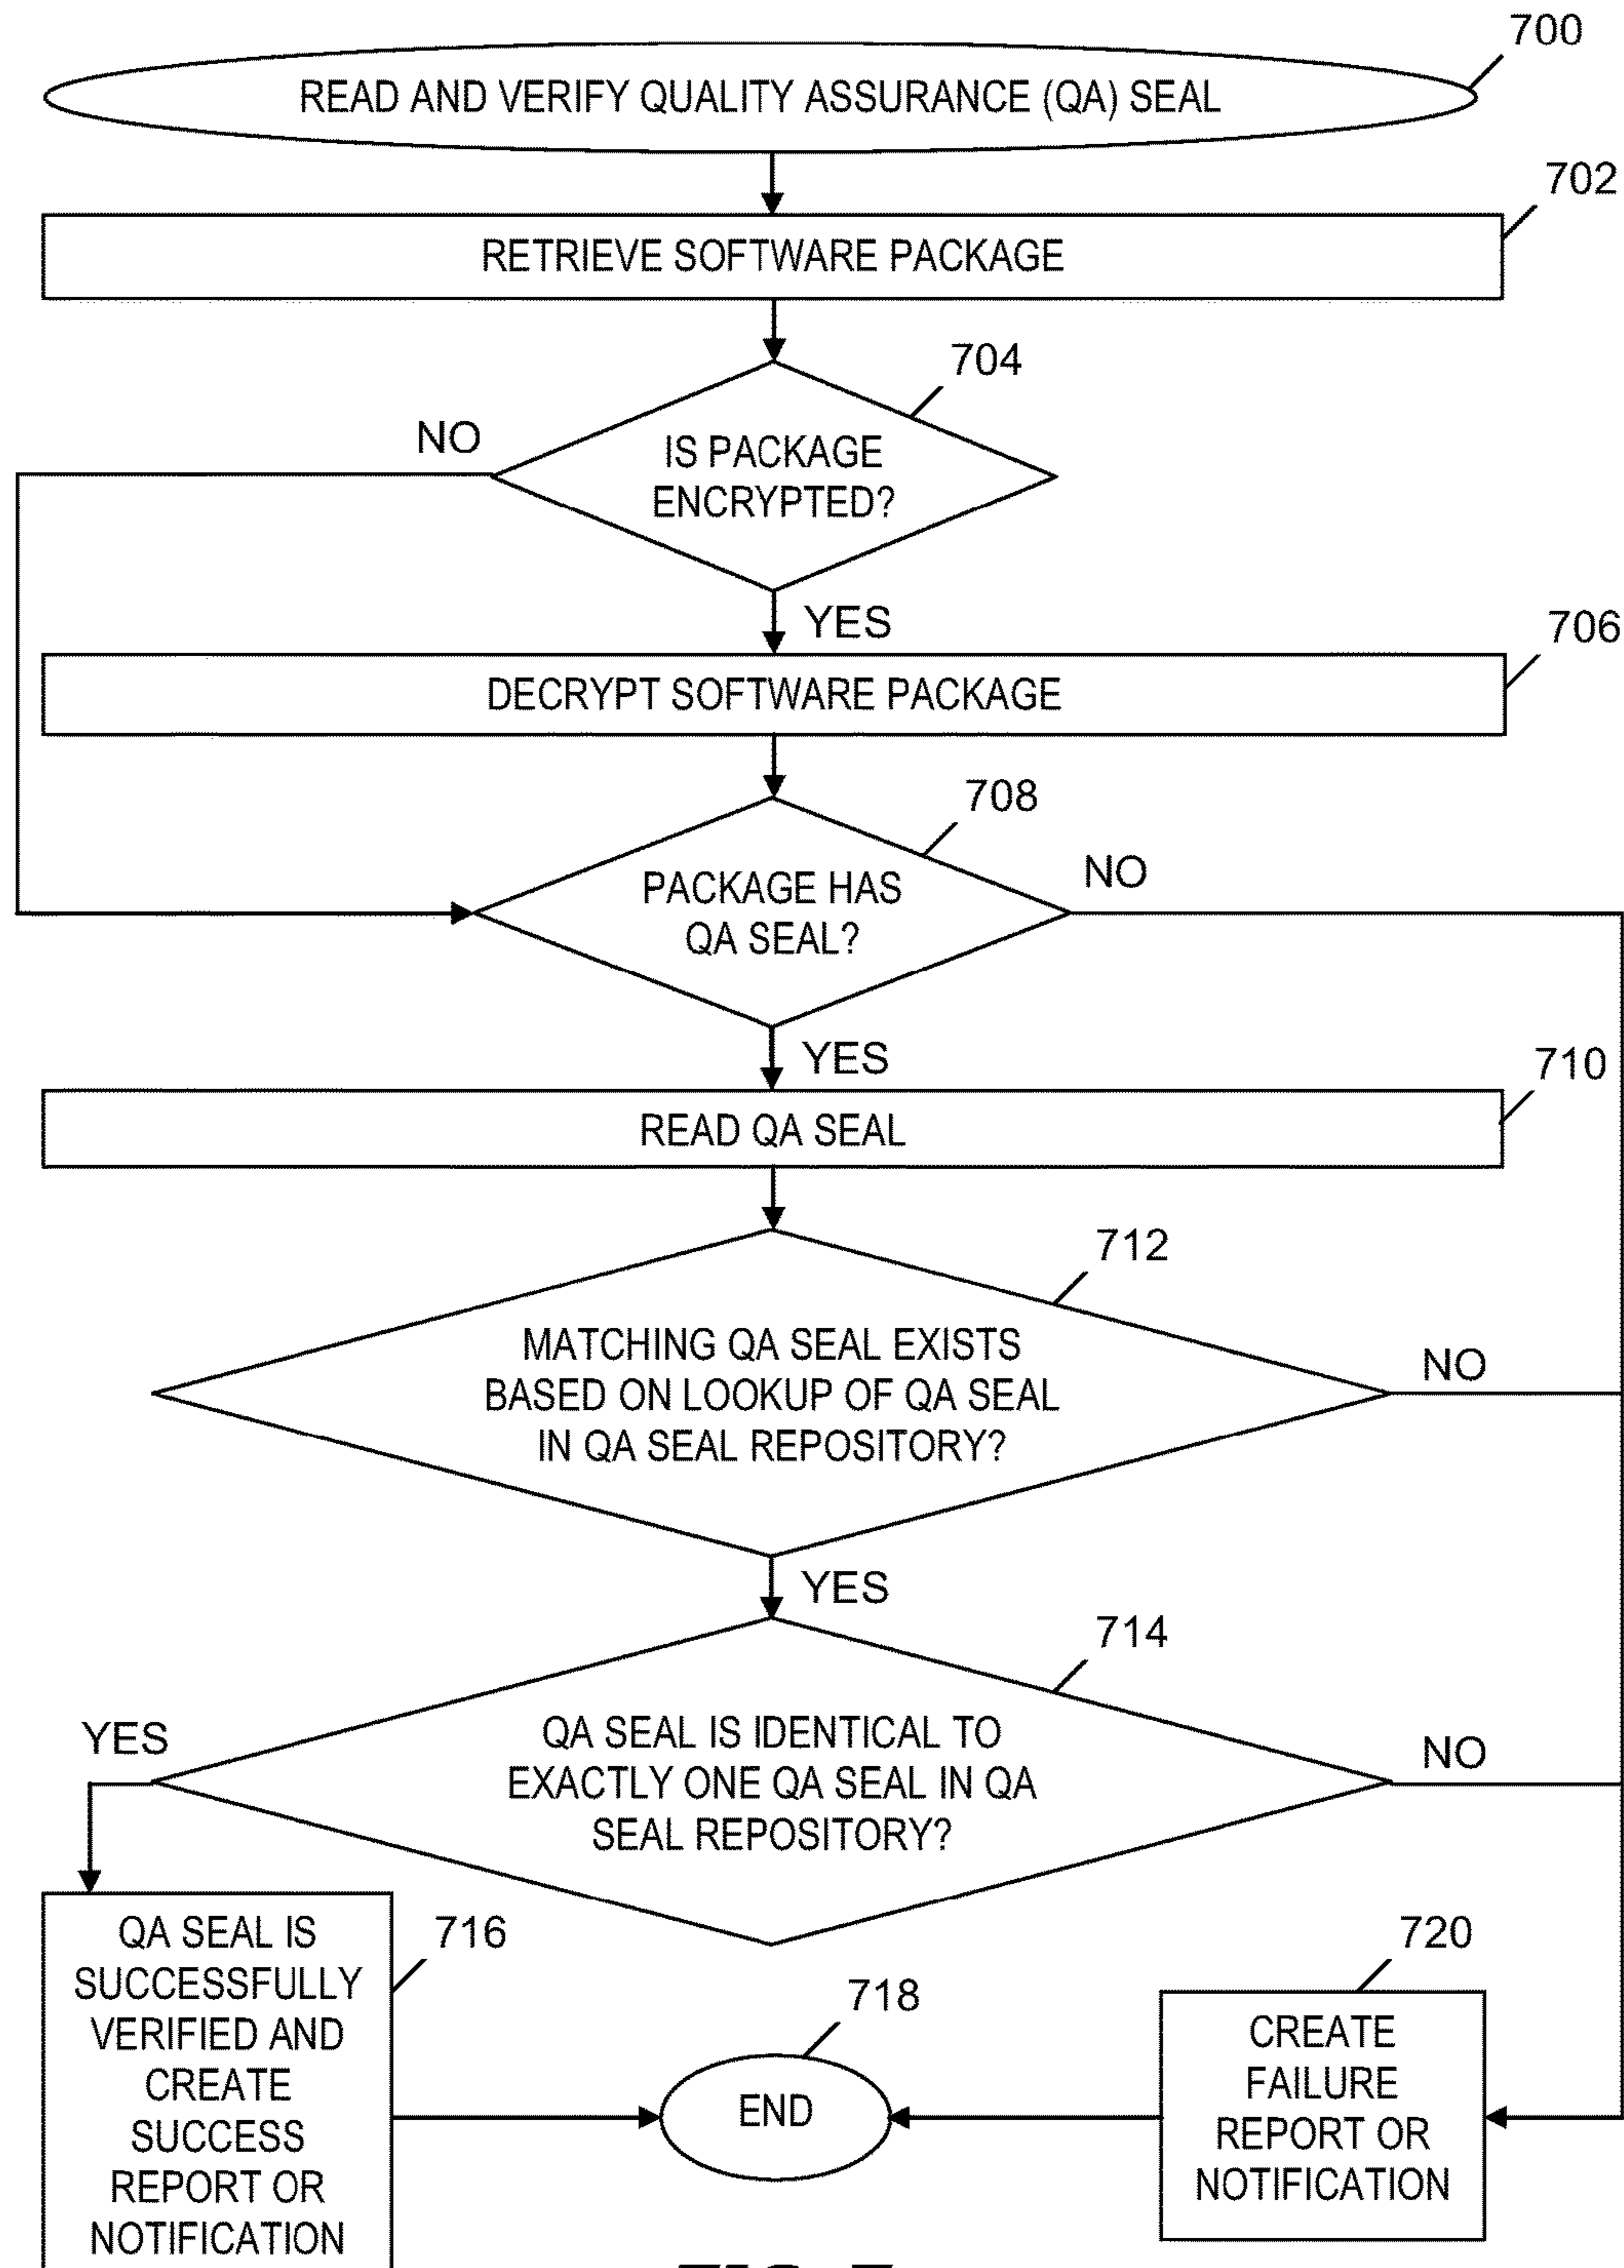 700
READ AND VERIFY QUALITY ASSURANCE (QA) SEAL
702
RETRIEVE SOFTWARE PACKAGE
704
NO
IS PACKAGE
ENCRYPTED?
YES
706
DECRYPT SOFTWARE PACKAGE
708
NO
PACKAGE HAS
QA SEAL?
YES
710
READ QA SEAL
712
MATCHING QA SEAL EXISTS
BASED ON LOOKUP OF QA SEAL
IN QA SEAL REPOSITORY?
NO
YES
714
YES
QA SEAL IS IDENTICAL TO
EXACTLY ONE QA SEAL IN QA
SEAL REPOSITORY?
NO
716
QA SEAL IS
SUCCESSFULLY
VERIFIED AND
CREATE
SUCCESS
REPORT OR
NOTIFICATION
718
END
720
CREATE
FAILURE
REPORT OR
NOTIFICATION